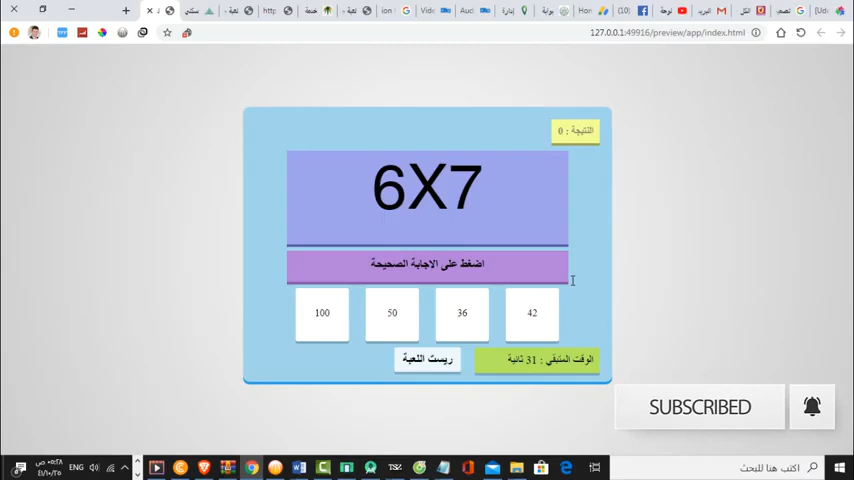 127.0.0.1:49916/preview/app/index.html
النتيجة : 0
6X7
اضغط على الاجابة الصحيحة
100
50
36
42
ريست اللعبة
الوقت المتبقي : 31 ثانية
SUBSCRIBED
اكتب هنا للبحث
ENG